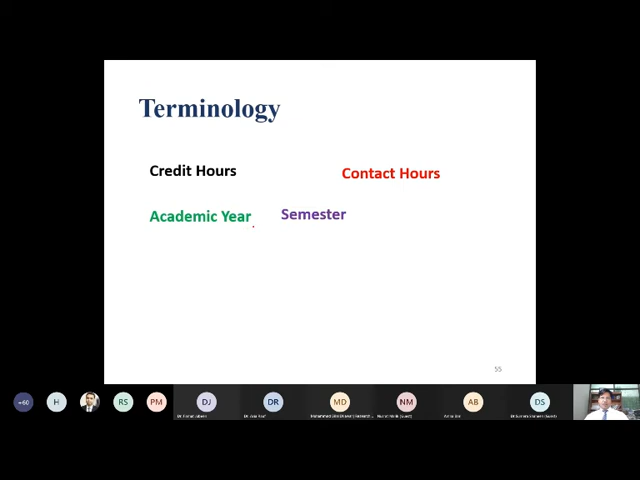 Terminology
Credit Hours
Contact Hours
Academic Year
Semester
55
+60
H
RS
PM
DJ
DR
MD
NM
AB
DS